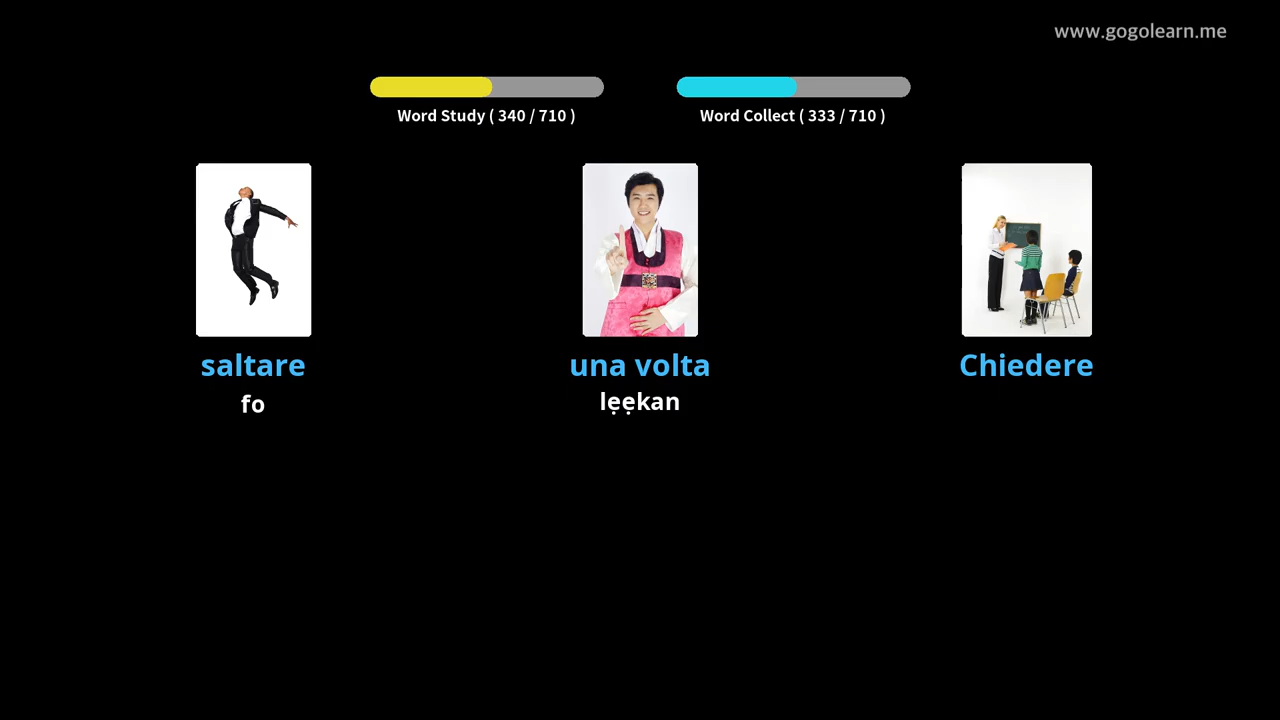 www.gogolearn.me
Word Study ( 340 / 710 )
Word Collect ( 333 / 710 )
saltare
una volta
Chiedere
fo
lẹẹkan